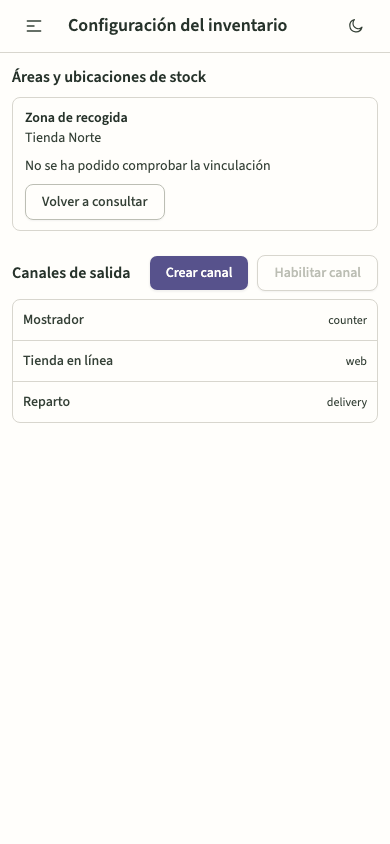 Configuración del inventario
Áreas y ubicaciones de stock
Zona de recogida
Tienda Norte
No se ha podido comprobar la vinculación
Volver a consultar
Canales de salida
Crear canal
Habilitar canal
Mostrador
counter
Tienda en línea
web
Reparto
delivery